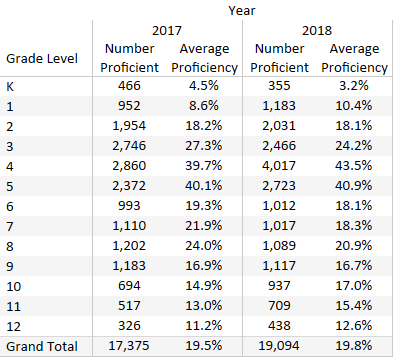 Year
2017 2018
Grade Level Number Proficient Average Proficiency Number Proficient Average Proficiency
K 466 4.5% 355 3.2%
1 952 8.6% 1,183 10.4%
2 1,954 18.2% 2,031 18.1%
3 2,746 27.3% 2,466 24.2%
4 2,860 39.7% 4,017 43.5%
5 2,372 40.1% 2,723 40.9%
6 993 19.3% 1,012 18.1%
7 1,110 21.9% 1,017 18.3%
8 1,202 24.0% 1,089 20.9%
9 1,183 16.9% 1,117 16.7%
10 694 14.9% 937 17.0%
11 517 13.0% 709 15.4%
12 326 11.2% 438 12.6%
Grand Total 17,375 19.5% 19,094 19.8%